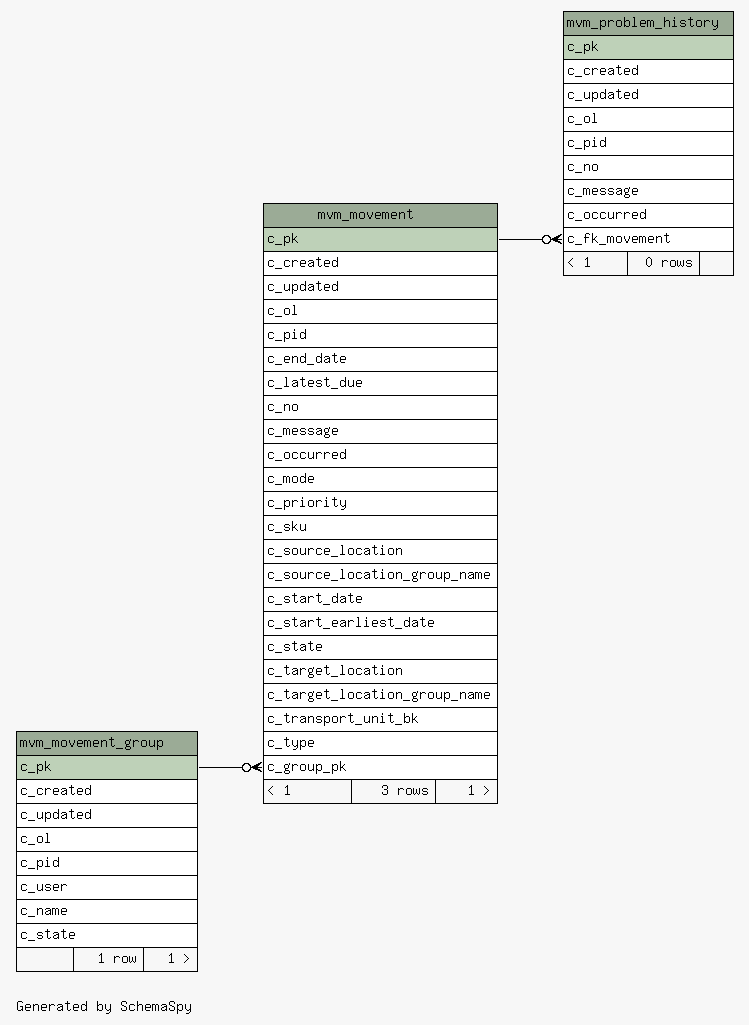 mvm_problem_history
c_pk
c_created
c_updated
c_ol
c_pid
c_no
c_message
c_occurred
c_fk_movement
< 1 0 rows
mvm_movement
c_pk
c_created
c_updated
c_ol
c_pid
c_end_date
c_latest_due
c_no
c_message
c_occurred
c_mode
c_priority
c_sku
c_source_location
c_source_location_group_name
c_start_date
c_start_earliest_date
c_state
c_target_location
c_target_location_group_name
c_transport_unit_bk
c_type
c_group_pk
< 1 3 rows 1 >
mvm_movement_group
c_pk
c_created
c_updated
c_ol
c_pid
c_user
c_name
c_state
1 row 1 >
Generated by SchemaSpy